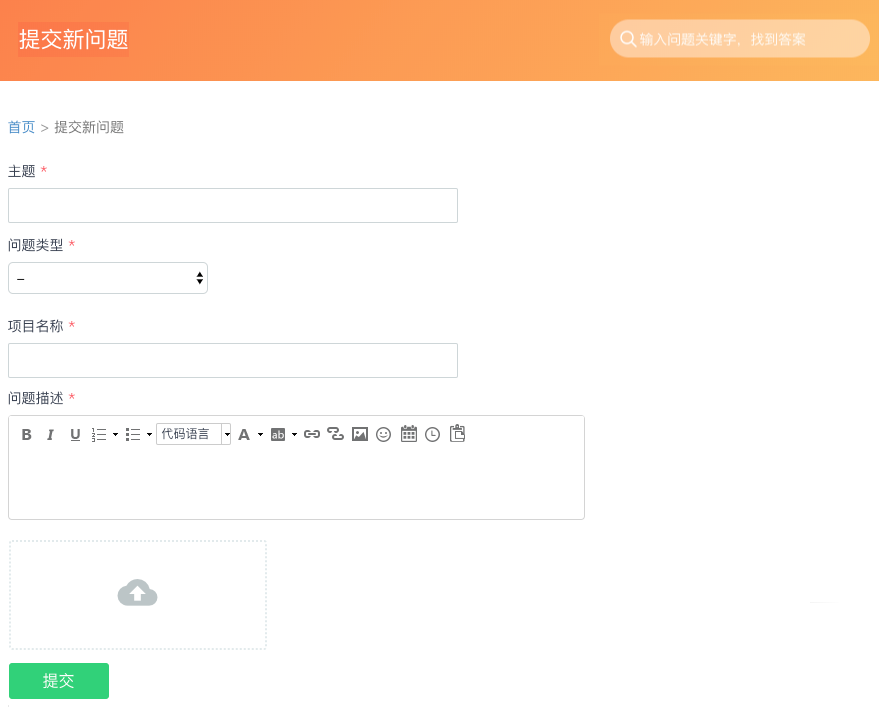 提交新问题
输入问题关键字，找到答案
首页 > 提交新问题
主题 *
问题类型 *
–
项目名称 *
问题描述 *
B I U 代码语言 A ab
提交